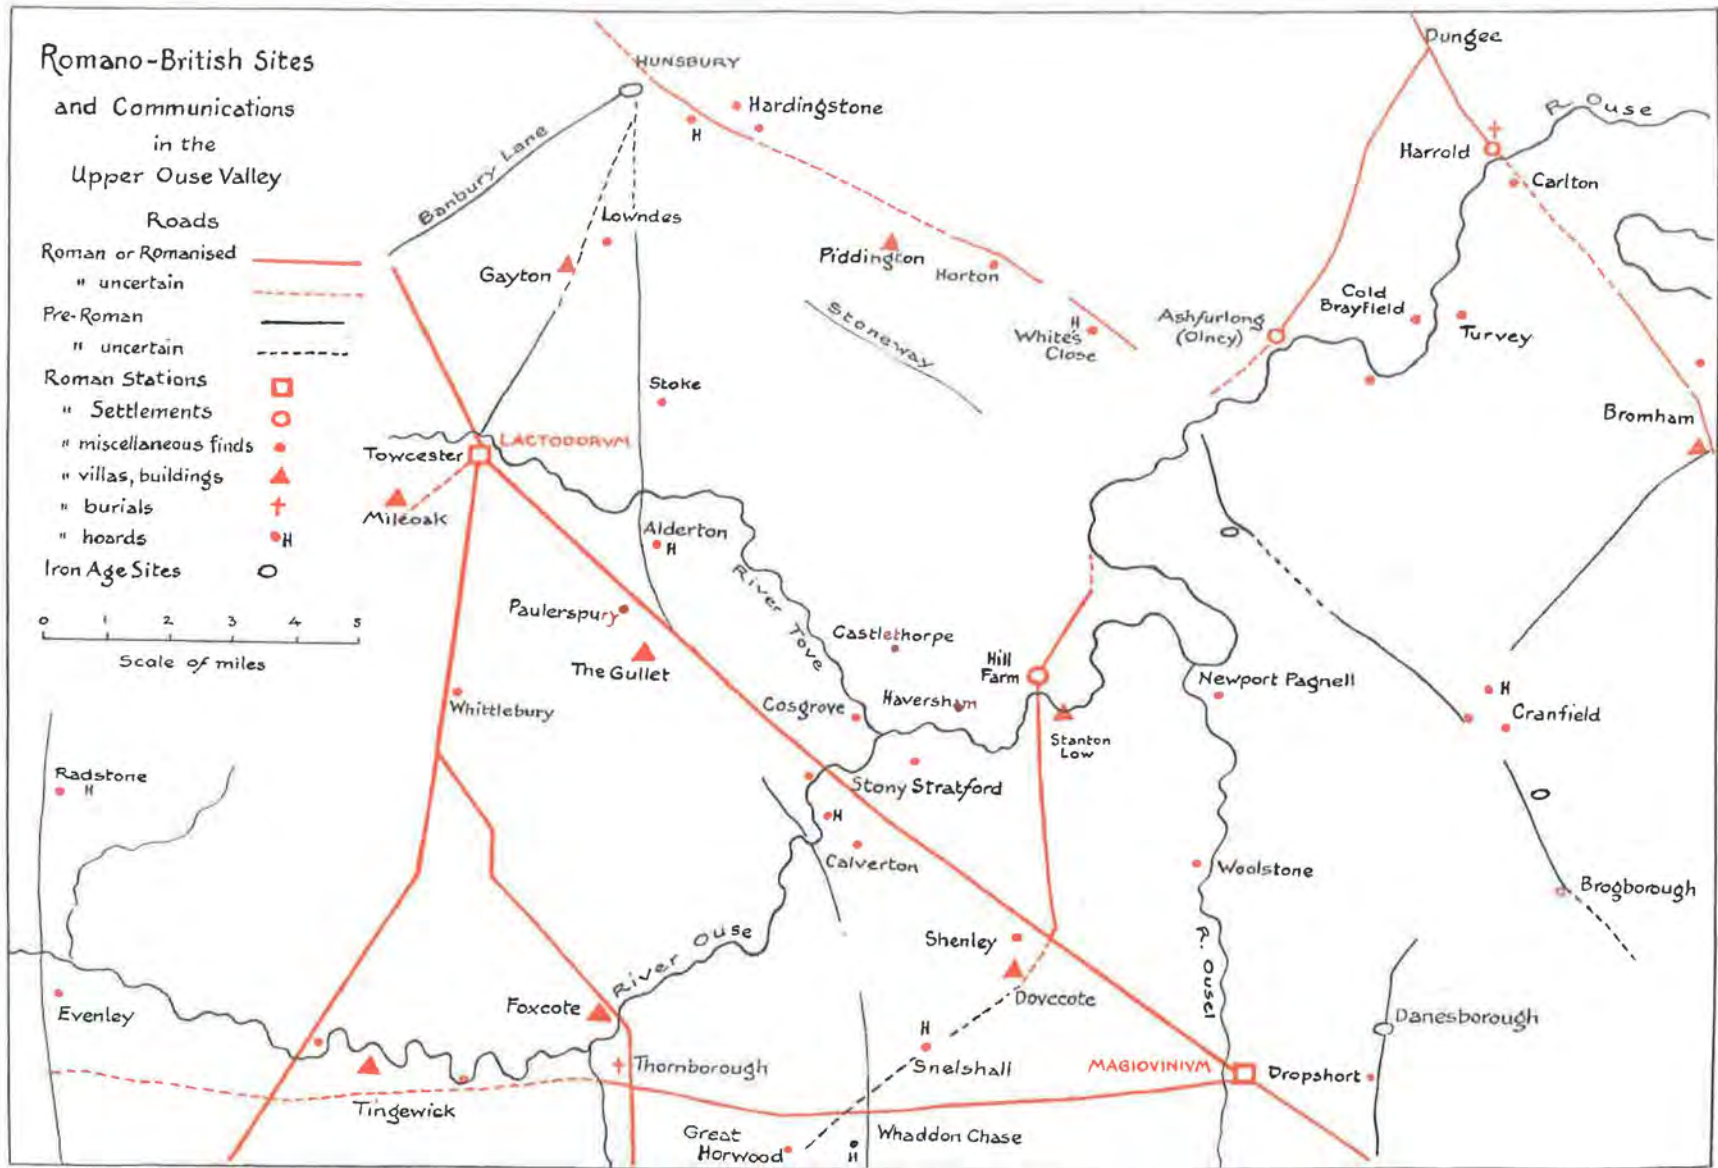 Romano-British Sites
and Communications
in the
Upper Ouse Valley
Roads
Roman or Romanised
" uncertain
Pre-Roman
" uncertain
Roman Stations
" Settlements
" miscellaneous finds
" villas, buildings
" burials
" hoards H
Iron Age Sites
0 1 2 3 4 5
Scale of miles
HUNSBURY
Hardingstone
H
Banbury Lane
Lowndes
Gayton
Piddington
Horton
Stoneway
H
White's
Close
Dungee
R. OUSE
Harrold
Carlton
Cold
Brayfield
Turvey
Ashfurlong
(Olney)
Bromham
Stoke
LACTODORVM
Towcester
Mileoak
Alderton
H
River Tove
Paulerspury
The Gullet
Castlethorpe
Hill
Farm
Haversham
Cosgrove
Whittlebury
Stanton
Low
Newport Pagnell
H
Cranfield
Radstone
H
Stony Stratford
H
Calverton
Woolstone
Brogborough
River Ouse
Shenley
Dovecote
R. OUSEL
Evenley
Foxcote
Danesborough
Thornborough
H
Snelshall
MAGIOVINIVM
Dropshort
Tingewick
Great
Horwood
H
Whaddon Chase